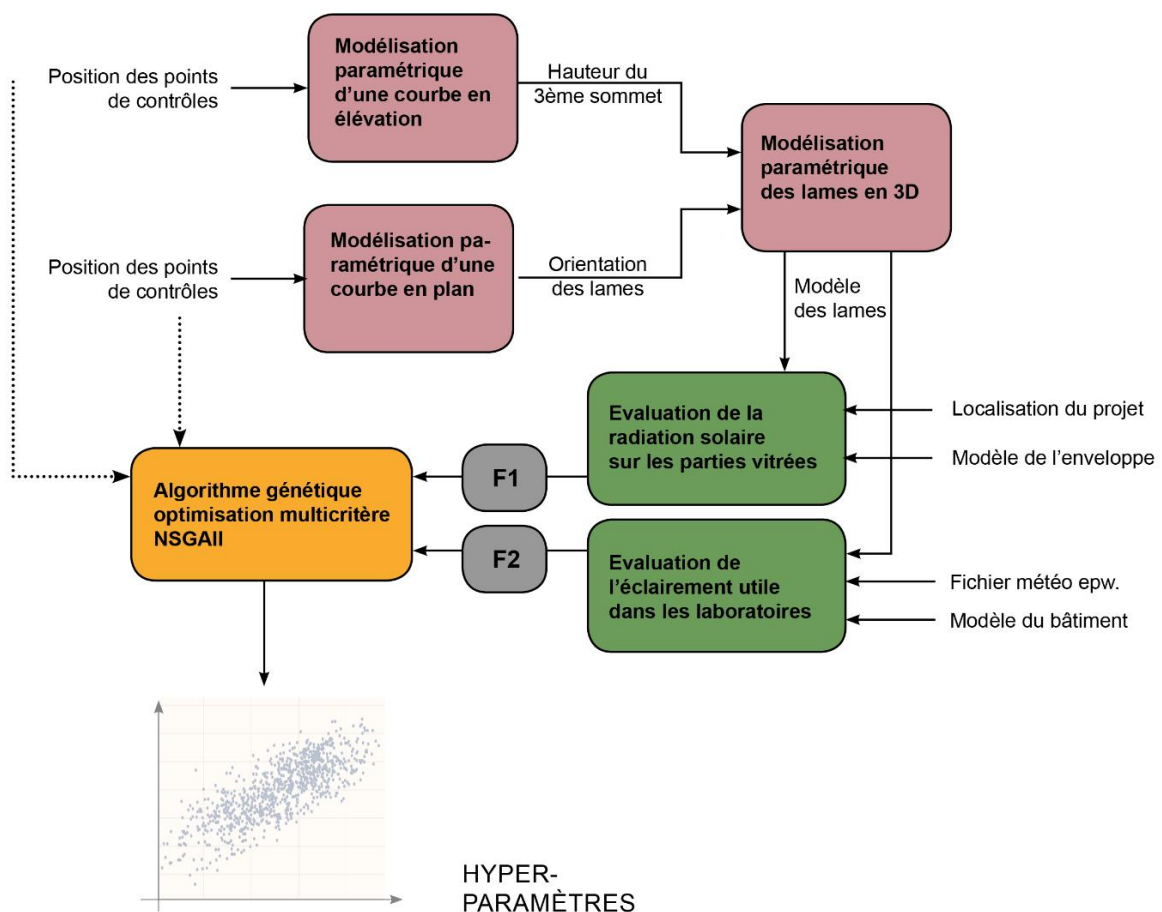 Position des points
de contrôles
Modélisation
paramétrique
d'une courbe en
élévation
Hauteur du
3ème sommet
Modélisation
paramétrique
des lames en 3D
Position des points
de contrôles
Modélisation pa-
ramétrique d'une
courbe en plan
Orientation
des lames
Modèle
des lames
Evaluation de la
radiation solaire
sur les parties vitrées
Localisation du projet
Modèle de l'enveloppe
F1
Algorithme génétique
optimisation multicritère
NSGAII
F2
Evaluation de
l'éclairement utile
dans les laboratoires
Fichier météo epw.
Modèle du bâtiment
HYPER-
PARAMÈTRES